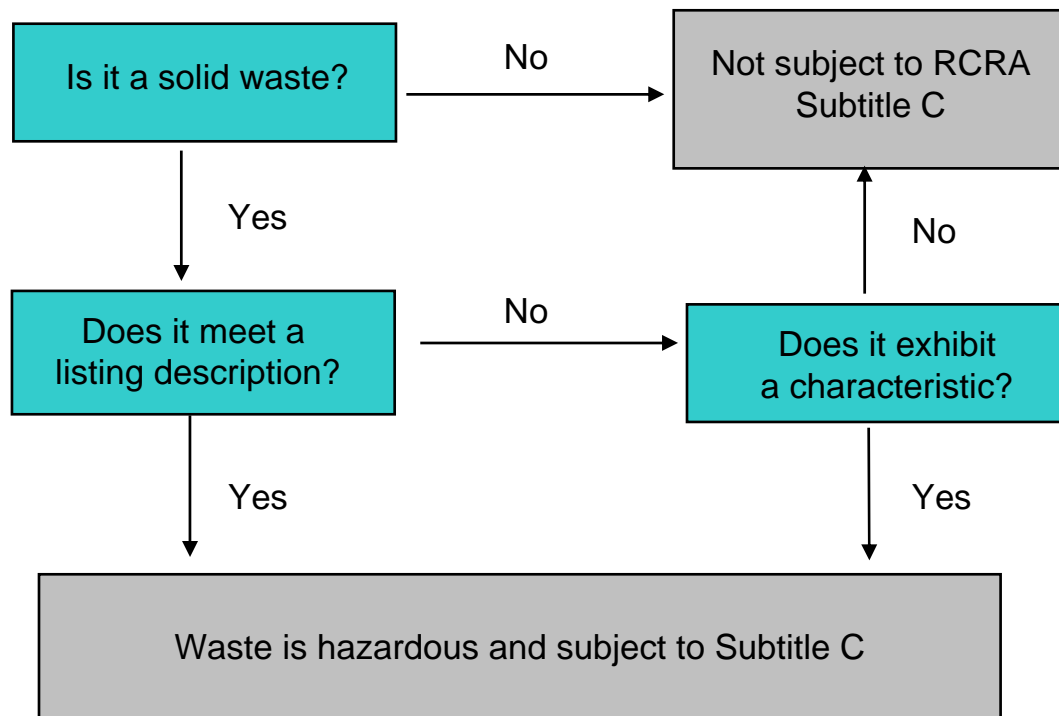 Is it a solid waste?
No
Not subject to RCRA
Subtitle C
Yes
No
Does it meet a
listing description?
No
Does it exhibit
a characteristic?
Yes
Yes
Waste is hazardous and subject to Subtitle C